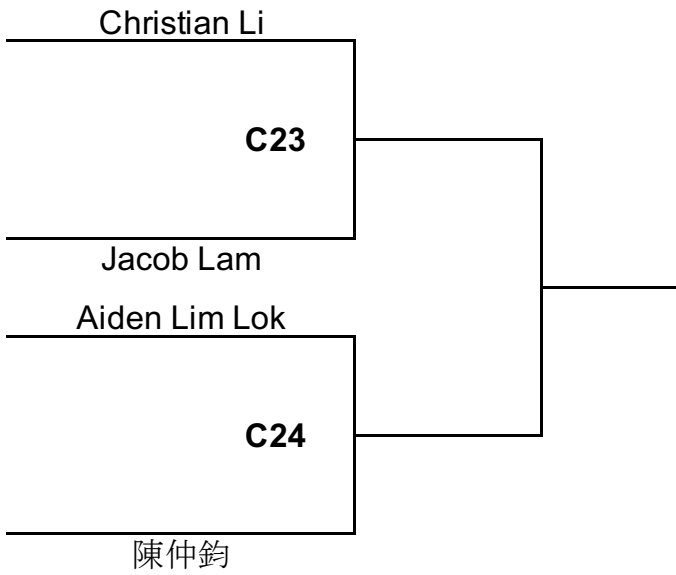 Christian Li
C23
Jacob Lam
Aiden Lim Lok
C24
陳仲鈞